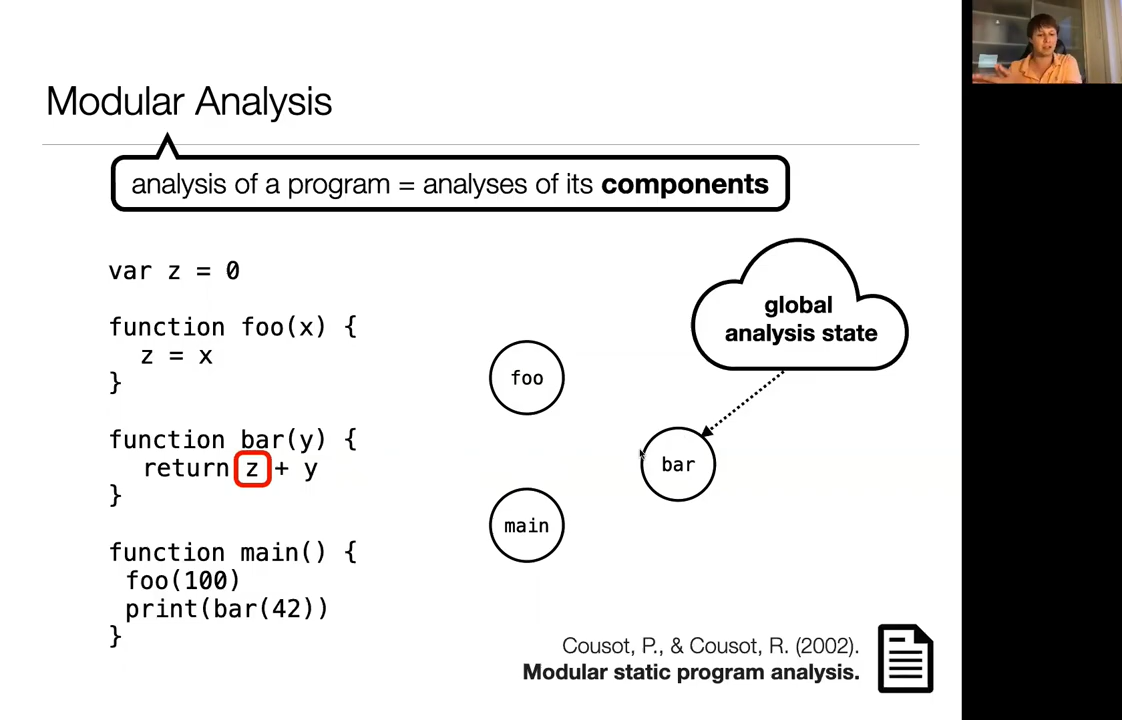 Modular Analysis
analysis of a program = analyses of its components
var z = 0
function foo(x) {
z = x
}
function bar(y) {
return z + y
}
function main() {
foo(100)
print(bar(42))
}
global
analysis state
foo
bar
main
Cousot, P., & Cousot, R. (2002).
Modular static program analysis.